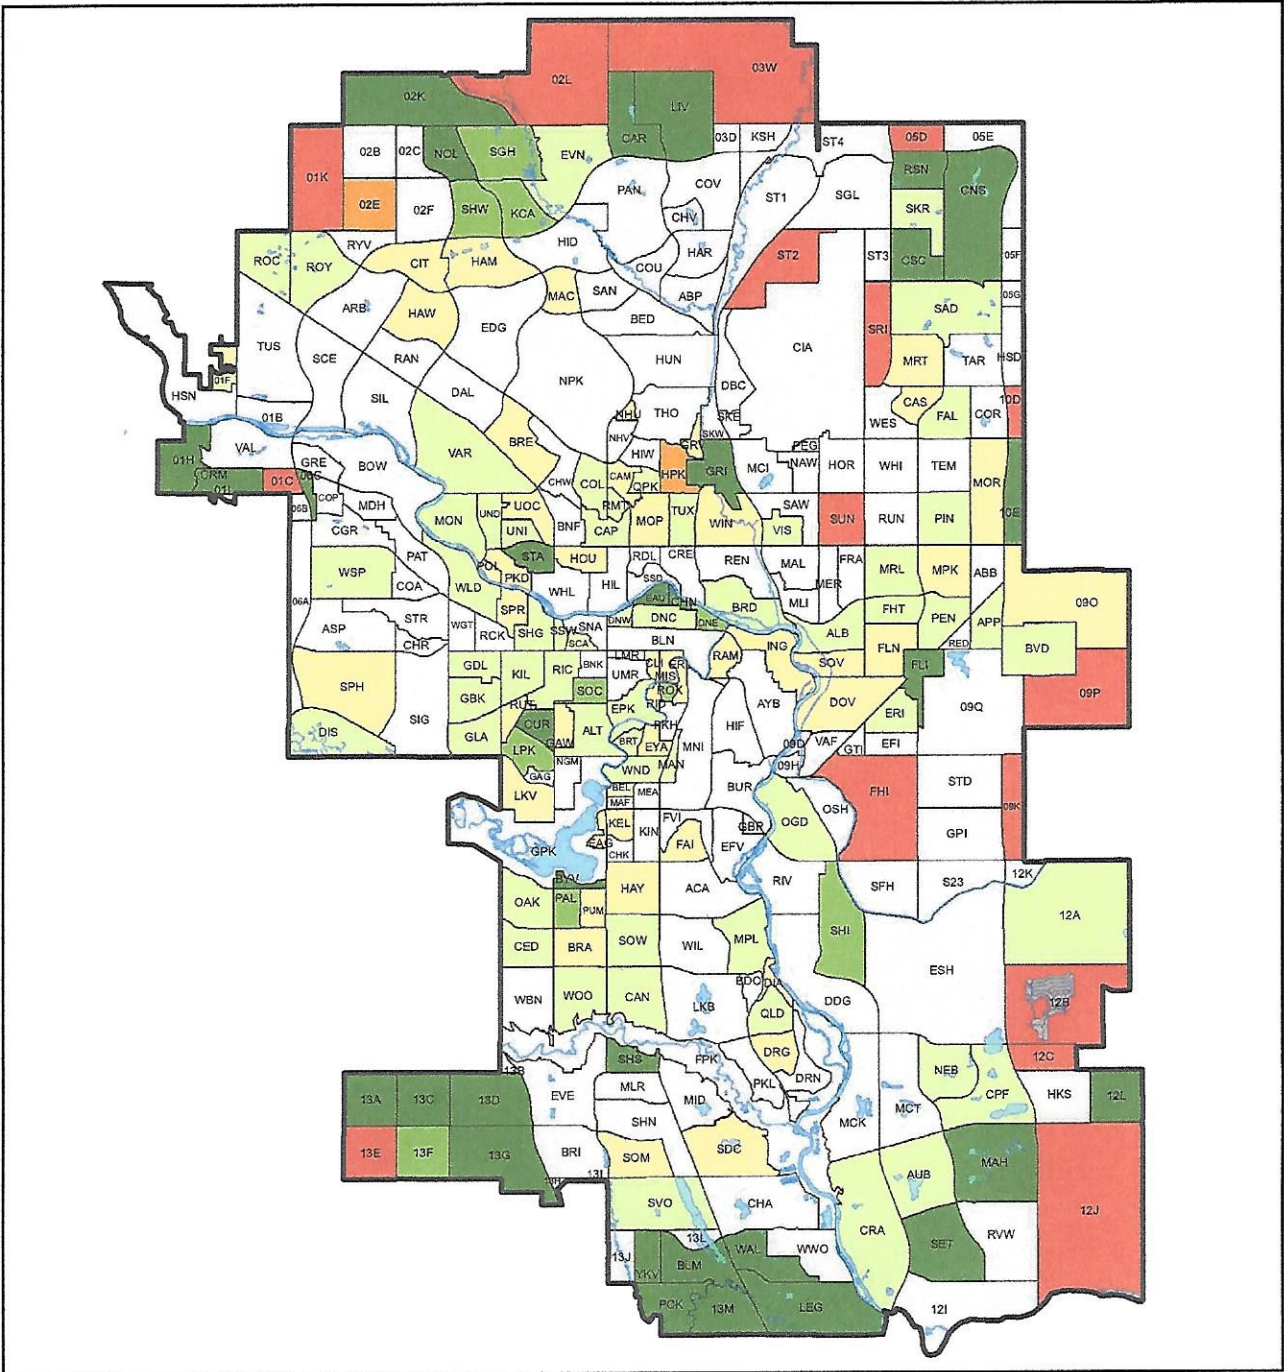 02L
03W
02K
LIV
CAR
03D
KSH
ST4
05D
05E
02B
02C
NOL
SGH
EVN
RSN
CNS
01K
PAN
COV
ST1
SGL
02E
02F
SHW
KCA
CHV
SKR
ROC
ROY
RYV
CIT
HAM
HID
COU
HAR
ST2
ST3
CSC
05F
ARB
HAW
MAC
SAN
ABP
05G
SAD
EDG
BED
SRI
TUS
SCE
RAN
HUN
CIA
MRT
TAR
HSD
01F
HSN
SIL
DAL
NPK
DBC
10D
01B
NHU
THO
SKE
WES
CAS
FAL
COR
VAL
VAR
BRE
NHV
SKW
PEG
01H
CRM
01I
01C
GRE
BOW
CHW
COL
CAM
HIW
HPK
GRI
MCI
NAW
HOR
WHI
TEM
MOR
COP
QPK
06B
MDH
RMT
SAW
10E
CGR
MON
UND
UOC
UNI
BNF
CAP
MOP
TUX
WIN
VIS
SUN
RUN
PIN
PAT
STA
HOU
RDL
CRE
REN
MAL
FRA
MRL
MPK
ABB
WSP
COA
WLD
POI
PKD
WHL
HIL
SSD
MER
09O
06A
SPR
EAU
CHN
BRD
MLI
FHT
PEN
APP
ASP
STR
CHR
WGT
RCK
SHG
SSW
SNA
SCA
DNW
DNC
DNE
BLN
ALB
RED
BVD
SPH
SIG
GDL
KIL
RIC
BNK
LMR
UMR
CLI
MIS
RAM
ING
SOV
FLN
FLI
GBK
RUT
SOC
EPK
ROX
RID
AYB
DOV
ERI
09Q
09P
DIS
GLA
CUR
GAW
ALT
BRT
EYA
PKH
MNI
HIF
09D
VAF
GTI
EFI
LPK
GAG
NGM
WND
MAN
09H
LKV
BEL
MEA
MAF
BUR
OGD
OSH
FHI
STD
09K
GPK
KEL
EAG
CHK
KIN
FVI
FAI
EFV
GBR
GPI
BYV
OAK
PAL
PUM
HAY
ACA
RIV
SFH
S23
12K
12A
CED
BRA
SOW
WIL
MPL
SHI
ESH
WBN
WOO
CAN
LKB
BDO
DIA
QLD
DDG
12B
SHS
FPK
DRG
12C
13B
EVE
MLR
PKL
DRN
NEB
CPF
HKS
12L
13A
13C
13D
MID
MCK
MCT
SHN
13E
13F
13G
BRI
13I
13H
SOM
SDC
AUB
MAH
12J
SVO
CHA
CRA
SET
RVW
13J
13L
WAL
WWO
YKV
BLM
PCK
13M
LEG
12I